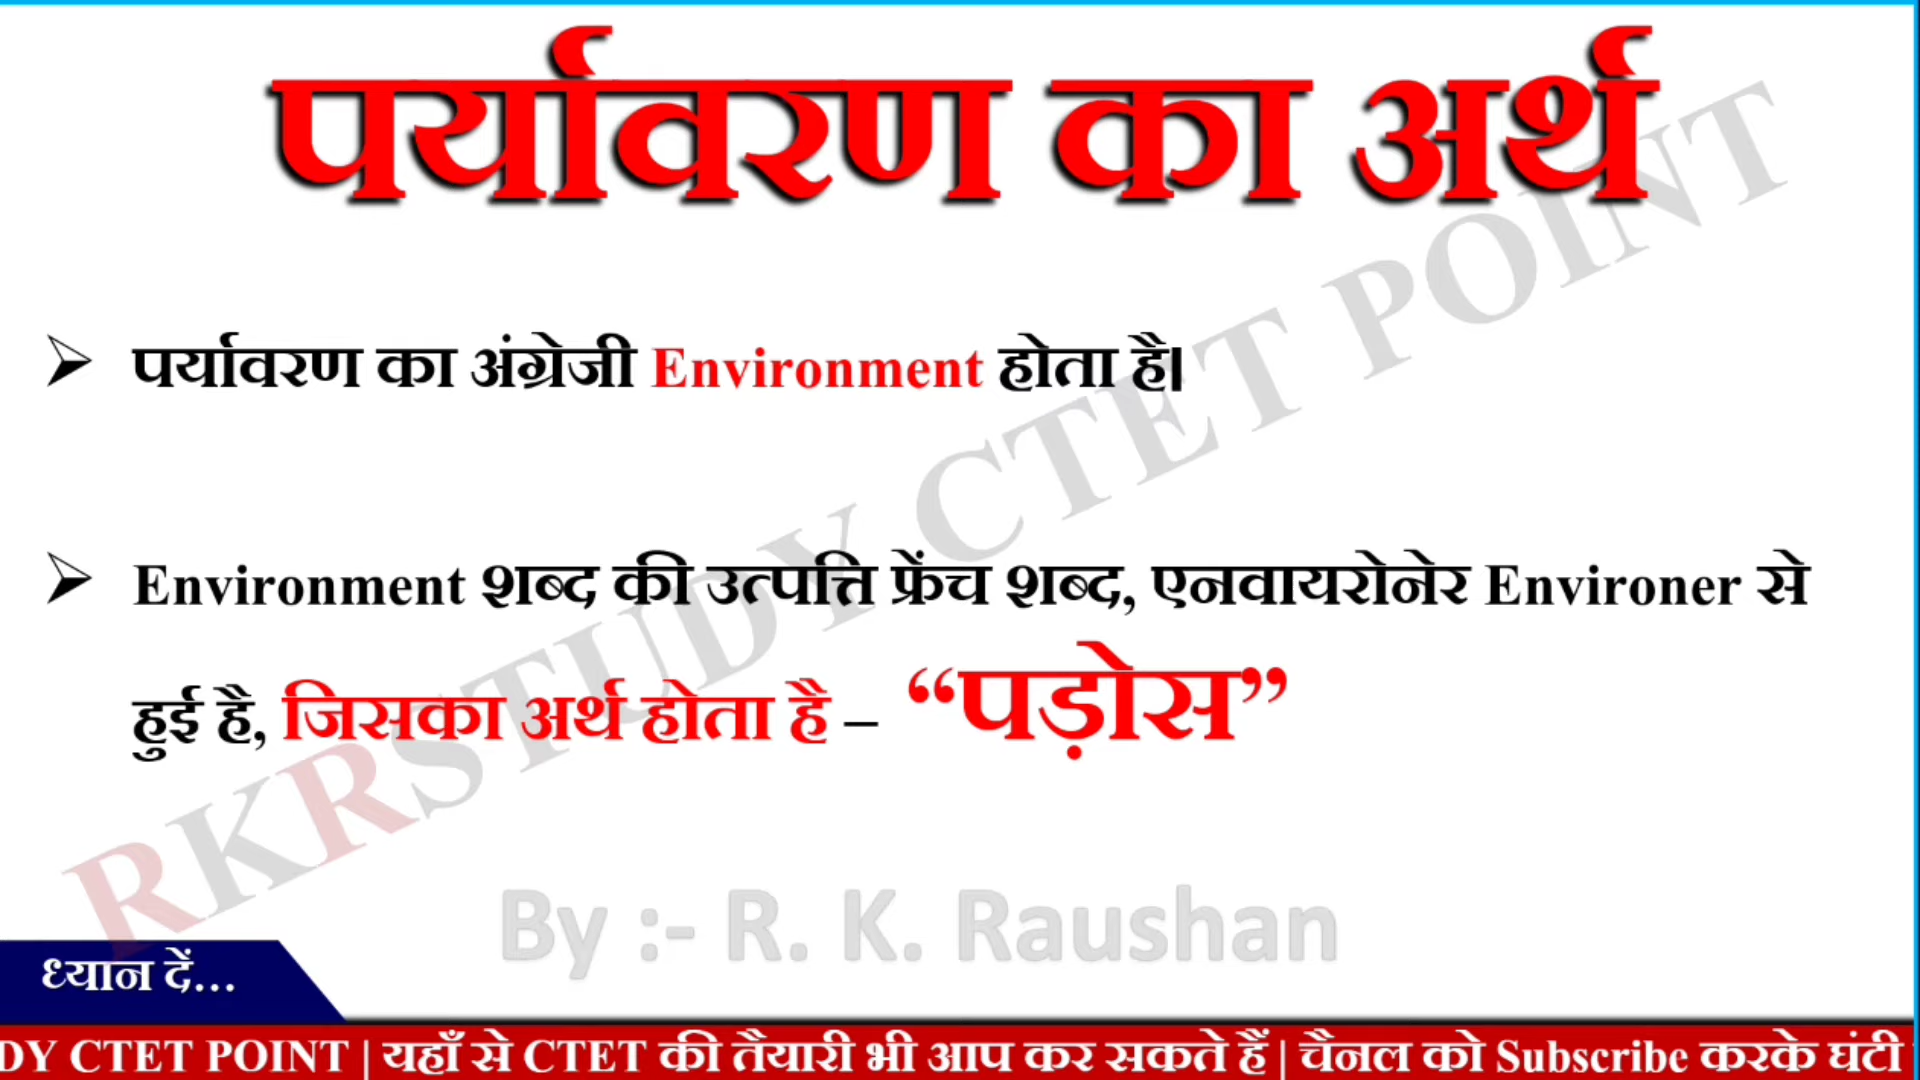 पर्यावरण का अर्थ
पर्यावरण का अंग्रेजी Environment होता है।
Environment शब्द की उत्पत्ति फ्रेंच शब्द, एनवायरोनेर Environer से
हुई है, जिसका अर्थ होता है – “पड़ोस”
RKRSTUDY CTET POINT
By :- R. K. Raushan
ध्यान दें...
DY CTET POINT | यहाँ से CTET की तैयारी भी आप कर सकते हैं | चैनल को Subscribe करके घंटी